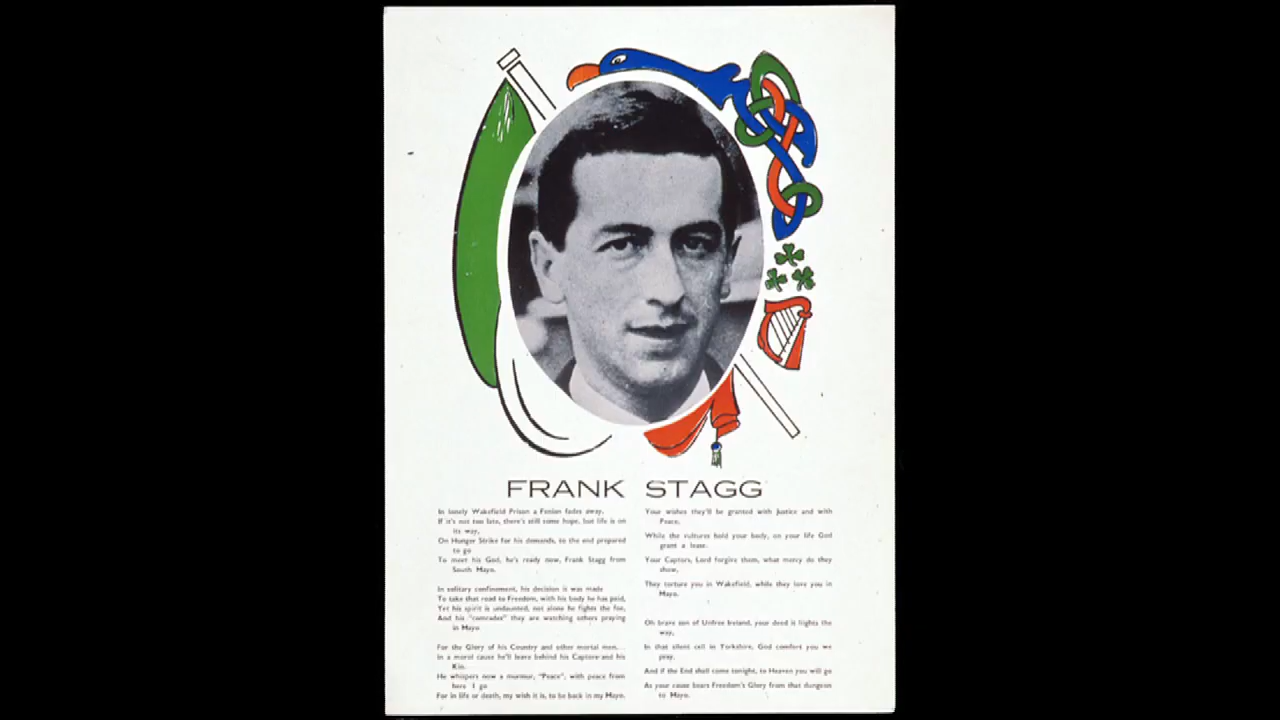 FRANK STAGG
In lonely Wakefield Prison a Fenian fades away,
If it's not too late, there's still some hope, but life is on
its way,
On Hunger Strike for his demands, to the end prepared
to go
To meet his God, he's ready now, Frank Stagg from
South Mayo.
In solitary confinement, his decision is was made
To take that road to Freedom, with his body he has paid,
Yet his spirit is undaunted, not alone he fights the foe,
And his "comrades" they are watching others praying
in Mayo
For the Glory of his Country and other mortal men...
In a moral cause he'll leave behind his Captors and his
Kin.
He whispers now a murmur, "Peace", with peace from
here I go
For in life or death, my wish it is, to be back in my Mayo.
Your wishes they'll be granted with Justice and with
Peace,
While the vultures hold your body, on your life God
grant a lease.
Your Captors, Lord forgive them, what mercy do they
show,
They torture you in Wakefield, while they love you in
Mayo.
Oh brave son of Unfree Ireland, your deed it lights the
way,
In that silent cell in Yorkshire, God comfort you we
pray,
And if the End shall come tonight, to Heaven you will go
As your cause bears Freedom's Glory from that dungeon
to Mayo.